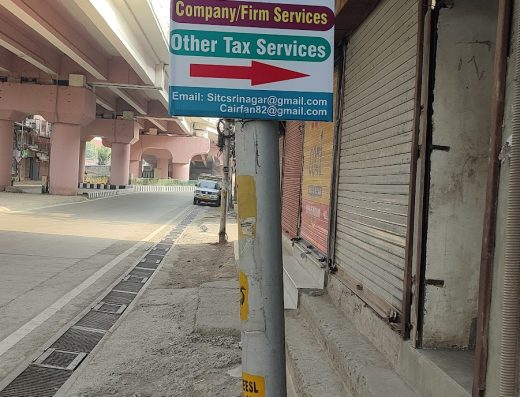 Company/Firm Services
Other Tax Services
Email: Sitcsrinagar@gmail.com
Cairfan82@gmail.com
EESL